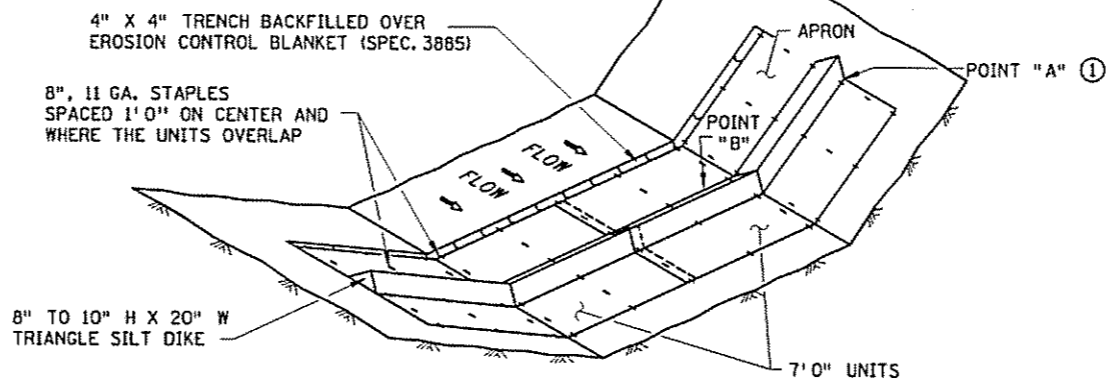 4" X 4" TRENCH BACKFILLED OVER
EROSION CONTROL BLANKET (SPEC. 3885)
8", 11 GA. STAPLES
SPACED 1'0" ON CENTER AND
WHERE THE UNITS OVERLAP
APRON
POINT "A" ①
POINT
"B"
FLOW
FLOW
8" TO 10" H X 20" W
TRIANGLE SILT DIKE
7'0" UNITS